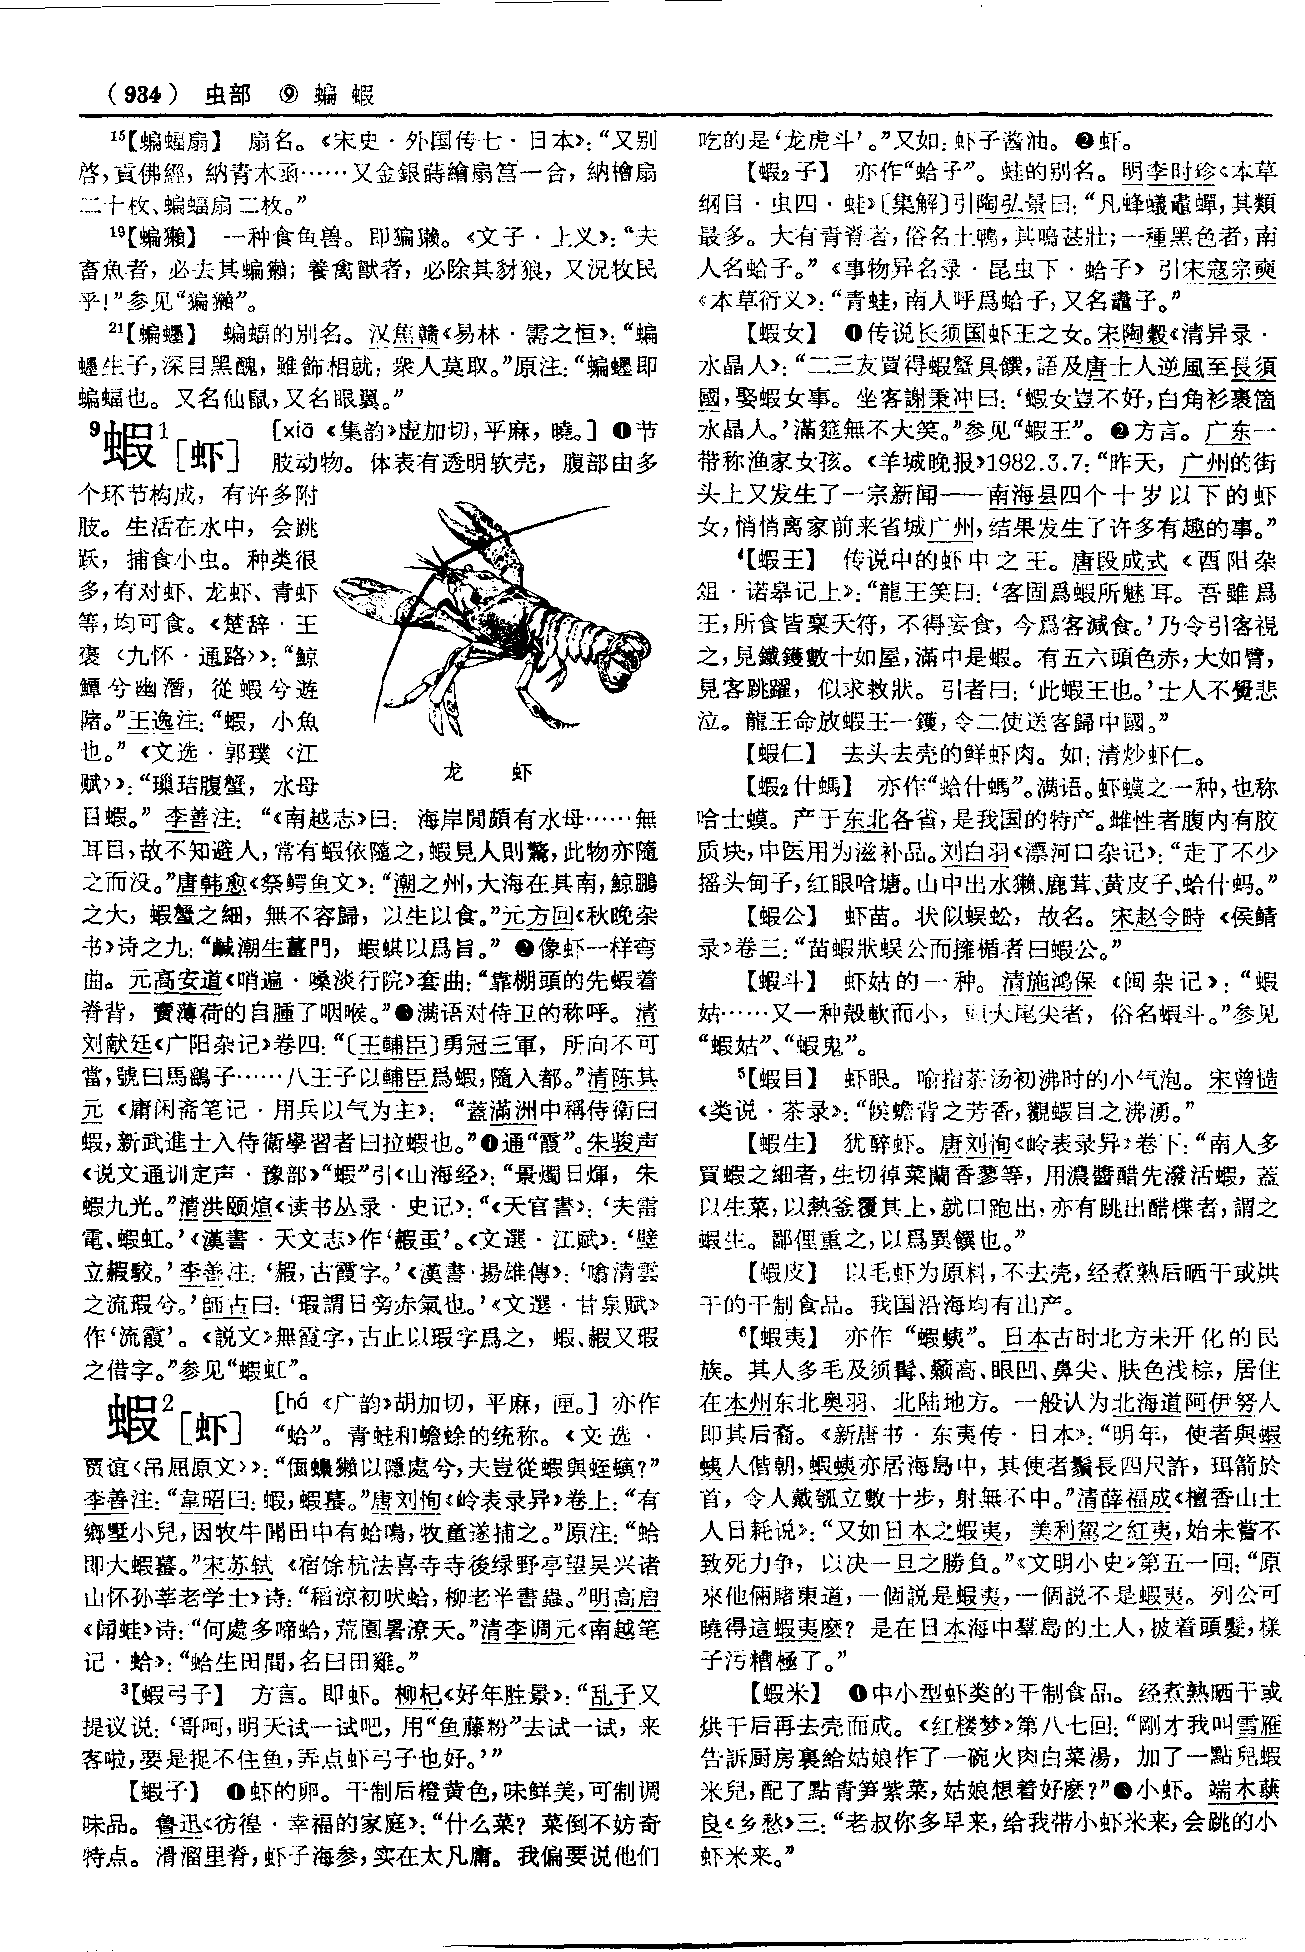 （934） 虫部 ⑨ 蝙 蝦
15【蝙蝠扇】 扇名。《宋史·外国传七·日本》：“又别
啓，貢佛經，納青木函……又金銀蒔繪扇筥一合，納檜扇
二十枚、蝙蝠扇二枚。”
19【蝙獺】 一种食鱼兽。即猵獭。《文子·上义》：“夫
畜魚者，必去其蝙獺；養禽獸者，必除其豺狼，又況牧民
乎！”参见“猵獺”。
21【蝙𧕅】 蝙蝠的别名。汉焦赣《易林·需之恒》：“蝙
生子，深目黑醜，雖飾相就，衆人莫取。”原注：“蝙即
蝙蝠也。又名仙鼠，又名眼翼。”
9蝦1［虾］ ［xiā《集韵》虚加切，平麻，曉。］❶节
肢动物。体表有透明软壳，腹部由多
个环节构成，有许多附
肢。生活在水中，会跳
跃，捕食小虫。种类很
多，有对虾、龙虾、青虾
等，均可食。《楚辞·王
褒〈九怀·通路〉》：“鲸
鱏兮幽潛，從蝦兮遊
陼。”王逸注：“蝦，小魚
也。”《文选·郭璞〈江
赋〉》：“璅蛣腹蟹，水母
龙 虾
目蝦。”李善注：“《南越志》曰：海岸間頗有水母……無
耳目，故不知避人，常有蝦依隨之，蝦見人則驚，此物亦隨
之而没。”唐韩愈《祭鳄鱼文》：“潮之州，大海在其南，鯨鵬
之大，蝦蟹之細，無不容歸，以生以食。”元方回《秋晚杂
书》诗之九：“鹹潮生薑門，蝦蜞以爲旨。”❷像虾一样弯
曲。元高安道《哨遍·嗓淡行院》套曲：“靠棚頭的先蝦着
脊背，賣薄荷的自腫了咽喉。”❸满语对侍卫的称呼。清
刘献廷《广阳杂记》卷四：“〔王輔臣〕勇冠三軍，所向不可
當，號曰馬鷂子……八王子以輔臣爲蝦，隨入都。”清陈其
元《庸闲斋笔记·用兵以气为主》：“蓋滿洲中稱侍衛曰
蝦，新武進士入侍衛學習者曰拉蝦也。”❹通“霞”。朱骏声
《说文通训定声·豫部》“蝦”引《山海经》：“景燭日煇，朱
蝦九光。”清洪颐煊《读书丛录·史记》：“《天官書》：‘夫雷
電、蝦虹。’《漢書·天文志》作‘赮䖝’。《文選·江赋》：‘壁
立赮駮。’李善注：‘赮，古霞字。’《漢書·揚雄傳》：‘噏清雲
之流瑕兮。’師古曰：‘瑕謂日旁赤氣也。’《文選·甘泉賦》
作‘流霞’。《說文》無霞字，古止以瑕字爲之，蝦、赮又瑕
之借字。”参见“蝦虹”。
蝦2［虾］ ［há《广韵》胡加切，平麻，匣。］亦作
“蛤”。青蛙和蟾蜍的统称。《文选·
贾谊〈吊屈原文〉》：“偭蟂獺以隱處兮，夫豈從蝦與蛭螾？”
李善注：“韋昭曰：蝦，蝦蟇。”唐刘恂《岭表录异》卷上：“有
鄉墅小兒，因牧牛聞田中有蛤鳴，牧童遂捕之。”原注：“蛤
即大蝦蟇。”宋苏轼《宿馀杭法喜寺寺後绿野亭望吴兴诸
山怀孙莘老学士》诗：“稻涼初吠蛤，柳老半書蟲。”明高启
《闻蛙》诗：“何處多啼蛤，荒園暑潦天。”清李调元《南越笔
记·蛤》：“蛤生田間，名曰田雞。”
3【蝦弓子】 方言。即虾。柳杞《好年胜景》：“乱子又
提议说：‘哥呵，明天试一试吧，用“鱼藤粉”去试一试，来
客啦，要是捉不住鱼，弄点虾弓子也好。’”
【蝦子】 ❶虾的卵。干制后橙黄色，味鲜美，可制调
味品。鲁迅《彷徨·幸福的家庭》：“什么菜？菜倒不妨奇
特点。滑溜里脊，虾子海参，实在太凡庸。我偏要说他们
吃的是‘龙虎斗’。”又如：虾子酱油。❷虾。
【蝦2子】 亦作“蛤子”。蛙的别名。明李时珍《本草
纲目·虫四·蛙》〔集解〕引陶弘景曰：“凡蜂蟻鼃蟬，其類
最多。大有青脊者，俗名土鴨，其鳴甚壯；一種黑色者，南
人名蛤子。”《事物异名录·昆虫下·蛤子》引宋寇宗奭
《本草衍义》：“青蛙，南人呼爲蛤子，又名鼃子。”
【蝦女】 ❶传说长须国虾王之女。宋陶穀《清异录·
水晶人》：“二三友買得蝦蟹具饌，語及唐士人逆風至長須
國，娶蝦女事。坐客謝秉冲曰：‘蝦女豈不好，白角衫裹箇
水晶人。’滿筵無不大笑。”参见“蝦王”。❷方言。广东一
带称渔家女孩。《羊城晚报》1982.3.7：“昨天，广州的街
头上又发生了一宗新闻——南海县四个十岁以下的虾
女，悄悄离家前来省城广州，结果发生了许多有趣的事。”
4【蝦王】 传说中的虾中之王。唐段成式《酉阳杂
俎·诺皋记上》：“龍王笑曰：‘客固爲蝦所魅耳。吾雖爲
王，所食皆稟天符，不得妄食，今爲客減食。’乃令引客視
之，見鐵鑊數十如屋，滿中是蝦。有五六頭色赤，大如臂，
見客跳躍，似求救狀。引者曰：‘此蝦王也。’士人不覺悲
泣。龍王命放蝦王一鑊，令二使送客歸中國。”
【蝦仁】 去头去壳的鲜虾肉。如：清炒虾仁。
【蝦2什螞】 亦作“蛤什螞”。满语。虾蟆之一种，也称
哈士蟆。产于东北各省，是我国的特产。雌性者腹内有胶
质块，中医用为滋补品。刘白羽《漂河口杂记》：“走了不少
摇头甸子，红眼哈塘。山中出水獭、鹿茸、黄皮子、蛤什蚂。”
【蝦公】 虾苗。状似蜈蚣，故名。宋赵令畤《侯鲭
录》卷三：“苗蝦狀蜈公而擁楯者曰蝦公。”
【蝦斗】 虾姑的一种。清施鸿保《闽杂记》：“蝦
姑……又一种殼軟而小，頭大尾尖者，俗名蝦斗。”参见
“蝦姑”、“蝦鬼”。
5【蝦目】 虾眼。喻指茶汤初沸时的小气泡。宋曾慥
《类说·茶录》：“候蟾背之芳香，觀蝦目之沸湧。”
【蝦生】 犹醉虾。唐刘恂《岭表录异》卷下：“南人多
買蝦之細者，生切倬菜蘭香蓼等，用濃醬醋先潑活蝦，蓋
以生菜，以熱釜覆其上，就口跑出，亦有跳出醋楪者，謂之
蝦生。鄙俚重之，以爲異饌也。”
【蝦皮】 以毛虾为原料，不去壳，经煮熟后晒干或烘
干的干制食品。我国沿海均有出产。
6【蝦夷】 亦作“蝦蛦”。日本古时北方未开化的民
族。其人多毛及须髯、颧高、眼凹、鼻尖、肤色浅棕，居住
在本州东北奥羽、北陆地方。一般认为北海道阿伊努人
即其后裔。《新唐书·东夷传·日本》：“明年，使者與蝦
蛦人偕朝，蝦蛦亦居海島中，其使者鬚長四尺許，珥箭於
首，令人戴瓠立數十步，射無不中。”清薛福成《檀香山土
人日耗说》：“又如日本之蝦夷，美利駕之紅夷，始未嘗不
致死力争，以决一旦之勝負。”《文明小史》第五一回：“原
來他倆賭東道，一個說是蝦夷，一個說不是蝦夷。列公可
曉得這蝦夷麽？是在日本海中羣島的土人，披着頭髮，樣
子污糟極了。”
【蝦米】 ❶中小型虾类的干制食品。经煮熟晒干或
烘干后再去壳而成。《红楼梦》第八七回：“剛才我叫雪雁
告訴厨房裏給姑娘作了一碗火肉白菜湯，加了一點兒蝦
米兒，配了點青笋紫菜，姑娘想着好麽？”❷小虾。端木蕻
良《乡愁》三：“老叔你多早来，给我带小虾米来，会跳的小
虾米来。”